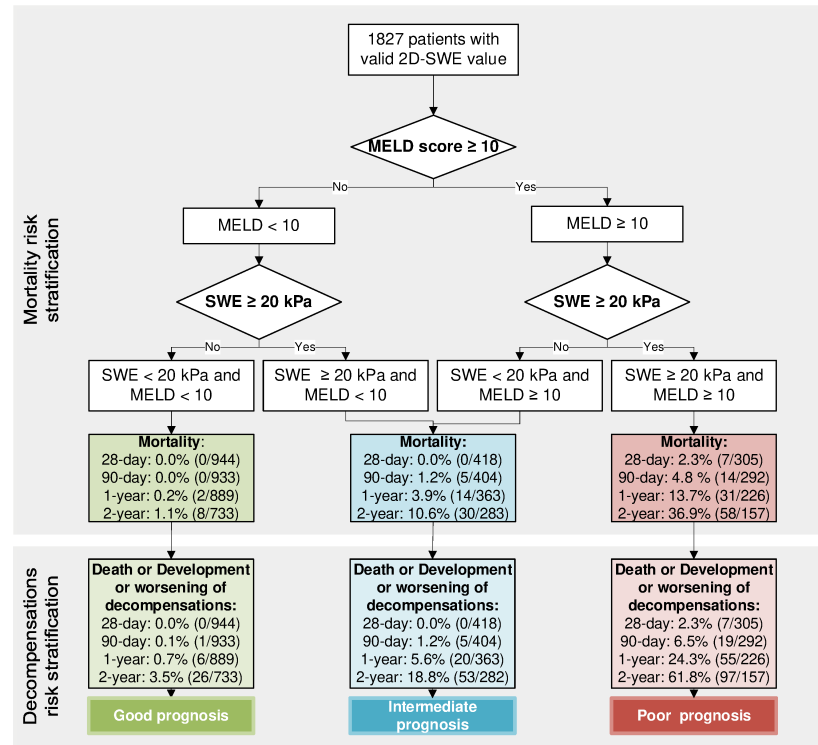 1827 patients with
valid 2D-SWE value
MELD score ≥ 10
No
Yes
MELD < 10
MELD ≥ 10
SWE ≥ 20 kPa
SWE ≥ 20 kPa
No
Yes
No
Yes
SWE < 20 kPa and
MELD < 10
SWE ≥ 20 kPa and
MELD < 10
SWE < 20 kPa and
MELD ≥ 10
SWE ≥ 20 kPa and
MELD ≥ 10
Mortality risk
stratification
Mortality:
28-day: 0.0% (0/944)
90-day: 0.0% (0/933)
1-year: 0.2% (2/889)
2-year: 1.1% (8/733)
Mortality:
28-day: 0.0% (0/418)
90-day: 1.2% (5/404)
1-year: 3.9% (14/363)
2-year: 10.6% (30/283)
Mortality:
28-day: 2.3% (7/305)
90-day: 4.8 % (14/292)
1-year: 13.7% (31/226)
2-year: 36.9% (58/157)
Decompensations
risk stratification
Death or Development
or worsening of
decompensations:
28-day: 0.0% (0/944)
90-day: 0.1% (1/933)
1-year: 0.7% (6/889)
2-year: 3.5% (26/733)
Death or Development
or worsening of
decompensations:
28-day: 0.0% (0/418)
90-day: 1.2% (5/404)
1-year: 5.6% (20/363)
2-year: 18.8% (53/282)
Death or Development
or worsening of
decompensations:
28-day: 2.3% (7/305)
90-day: 6.5% (19/292)
1-year: 24.3% (55/226)
2-year: 61.8% (97/157)
Good prognosis
Intermediate
prognosis
Poor prognosis